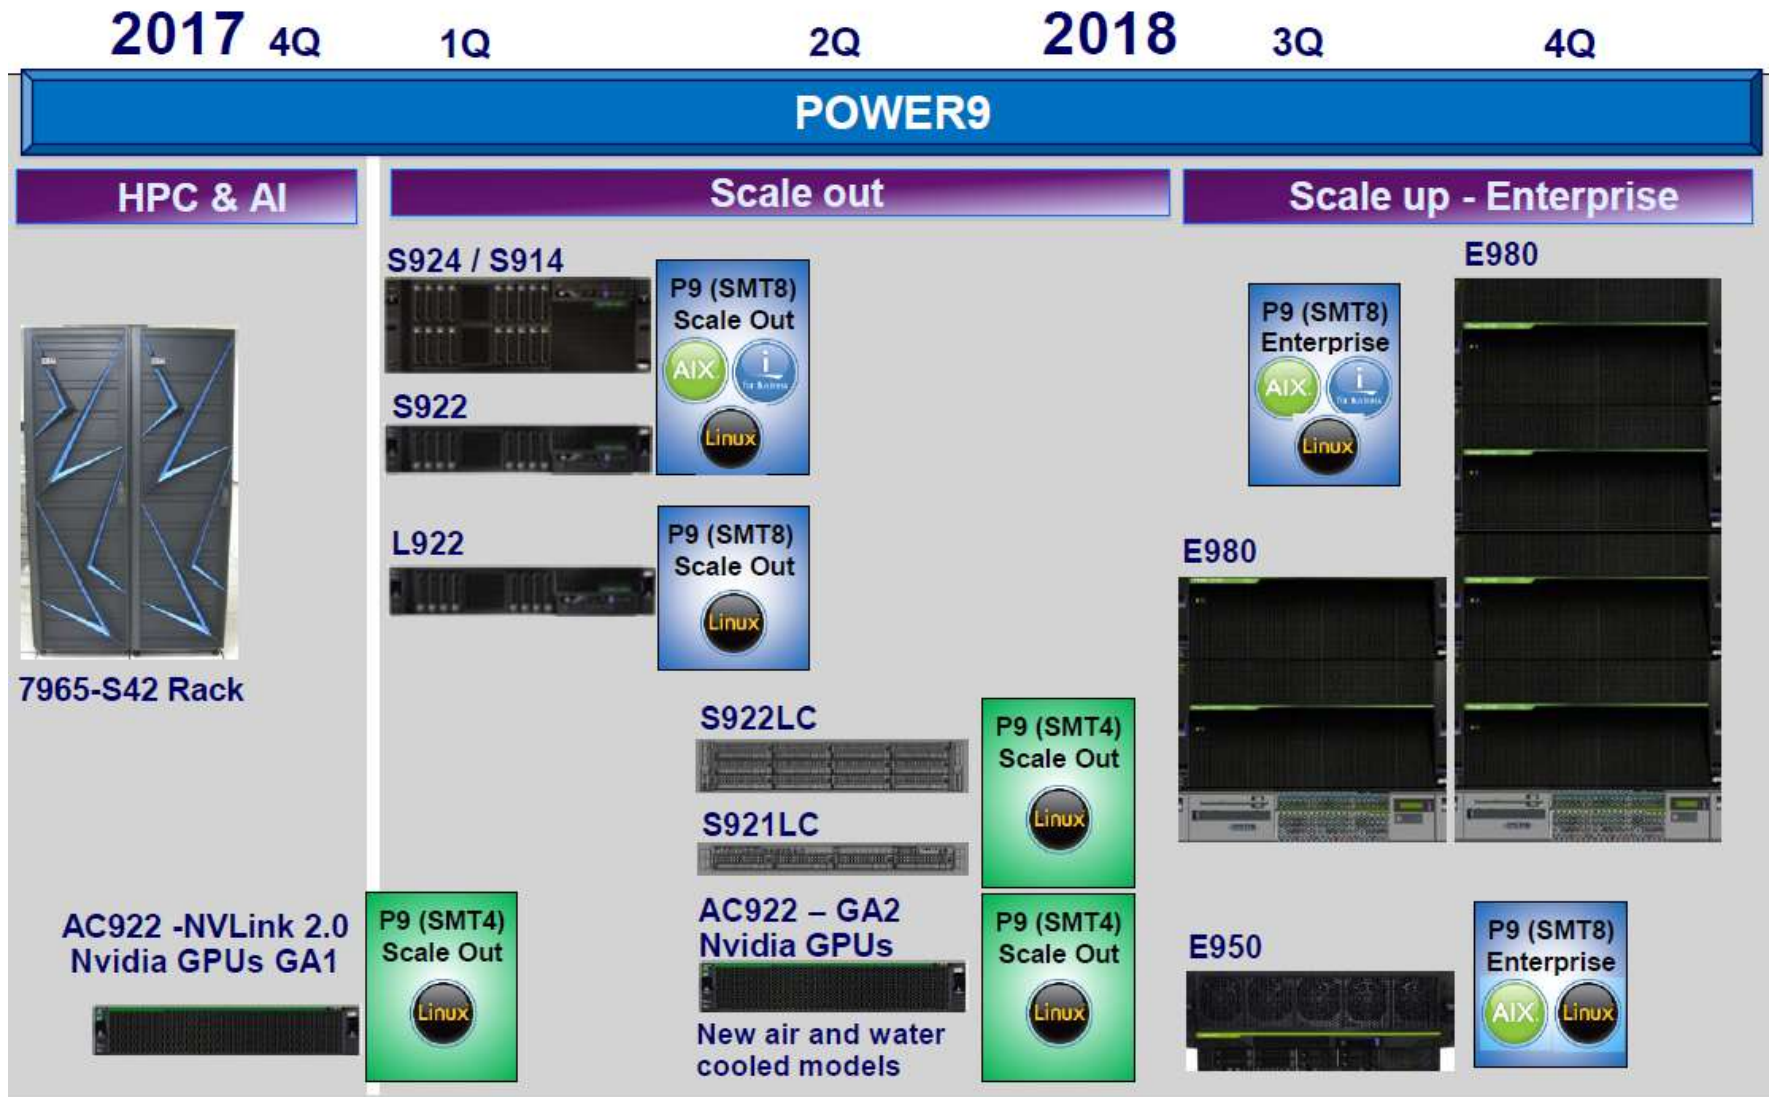 2017 4Q 1Q 2Q 2018 3Q 4Q
POWER9
HPC & AI
Scale out
Scale up - Enterprise
7965-S42 Rack
AC922 -NVLink 2.0
Nvidia GPUs GA1
P9 (SMT4)
Scale Out
Linux
S924 / S914
S922
P9 (SMT8)
Scale Out
AIX
i
for Business
Linux
L922
P9 (SMT8)
Scale Out
Linux
S922LC
S921LC
P9 (SMT4)
Scale Out
Linux
AC922 – GA2
Nvidia GPUs
New air and water
cooled models
P9 (SMT4)
Scale Out
Linux
P9 (SMT8)
Enterprise
AIX
i
for Business
Linux
E980
E980
E950
P9 (SMT8)
Enterprise
AIX
Linux